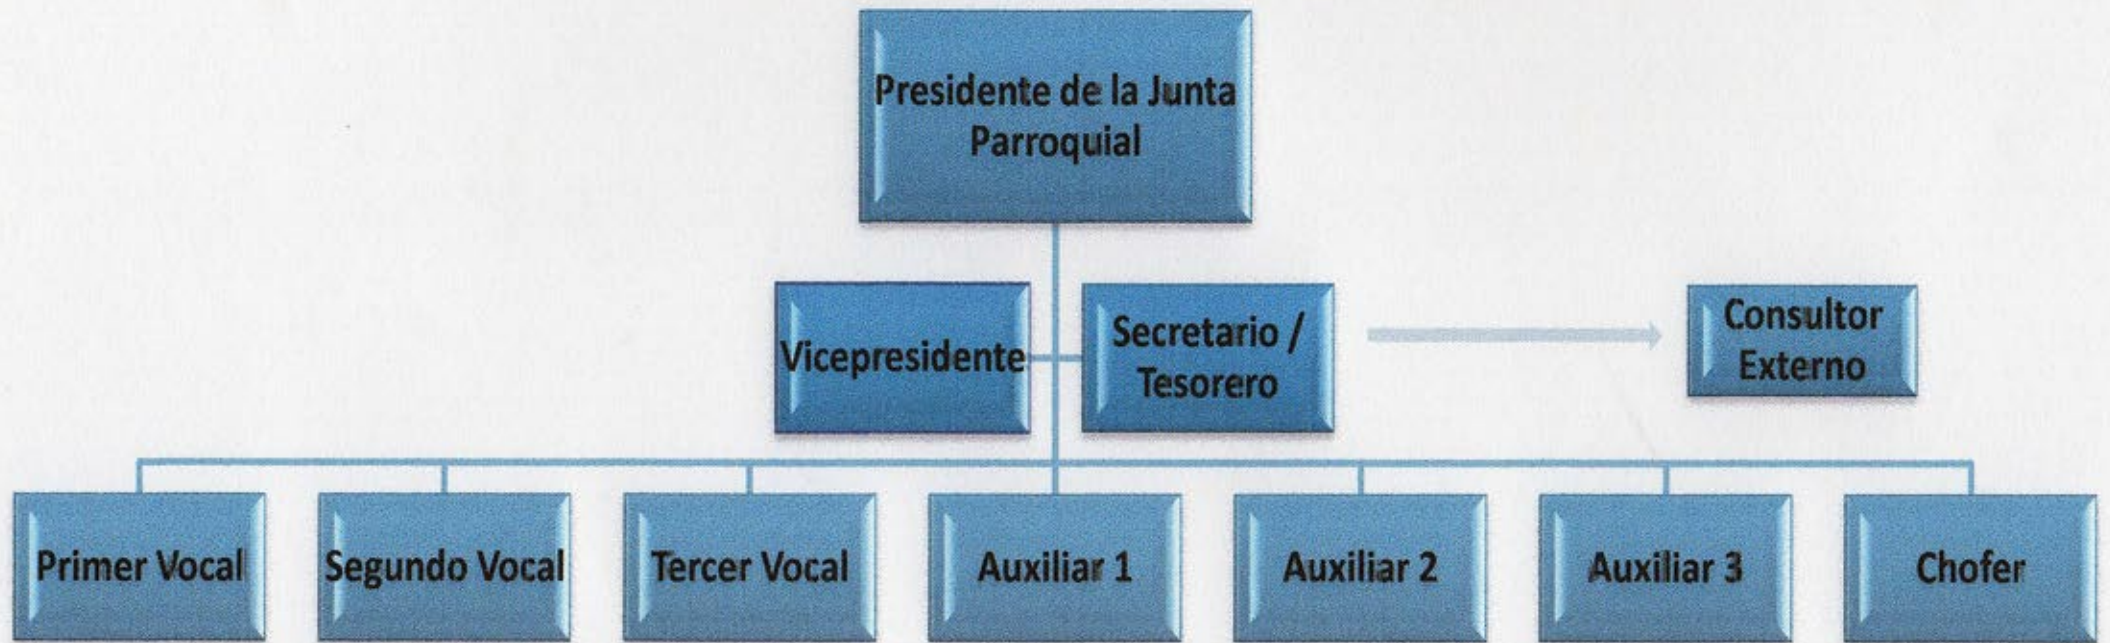 Presidente de la Junta
Parroquial
Vicepresidente
Secretario /
Tesorero
Consultor
Externo
Primer Vocal
Segundo Vocal
Tercer Vocal
Auxiliar 1
Auxiliar 2
Auxiliar 3
Chofer